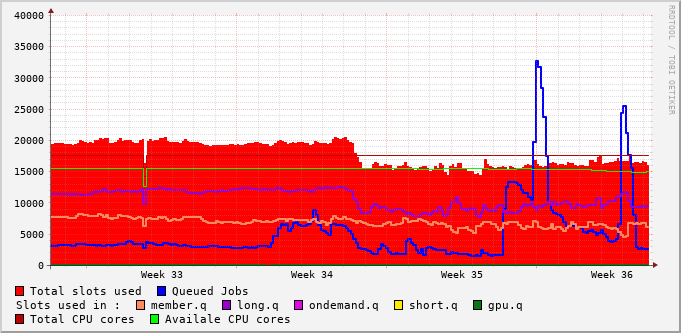 40000
35000
30000
25000
20000
15000
10000
5000
0
Week 33 Week 34 Week 35 Week 36
RRDTOOL / TOBI OETIKER
Total slots used Queued Jobs
Slots used in : member.q long.q ondemand.q short.q gpu.q
Total CPU cores Availale CPU cores